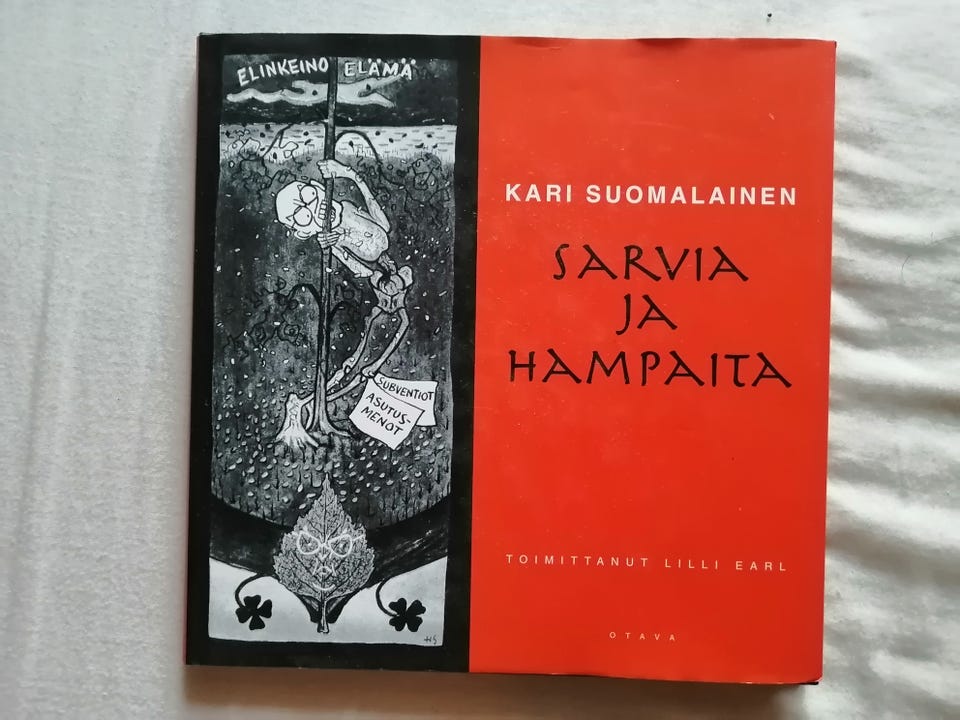 ELINKEINO ELÄMÄ
SUBVENTIOT
ASUTUS-
MENOT
KARI SUOMALAINEN
SARVIA
JA
HAMPAITA
TOIMITTANUT LILLI EARL
OTAVA